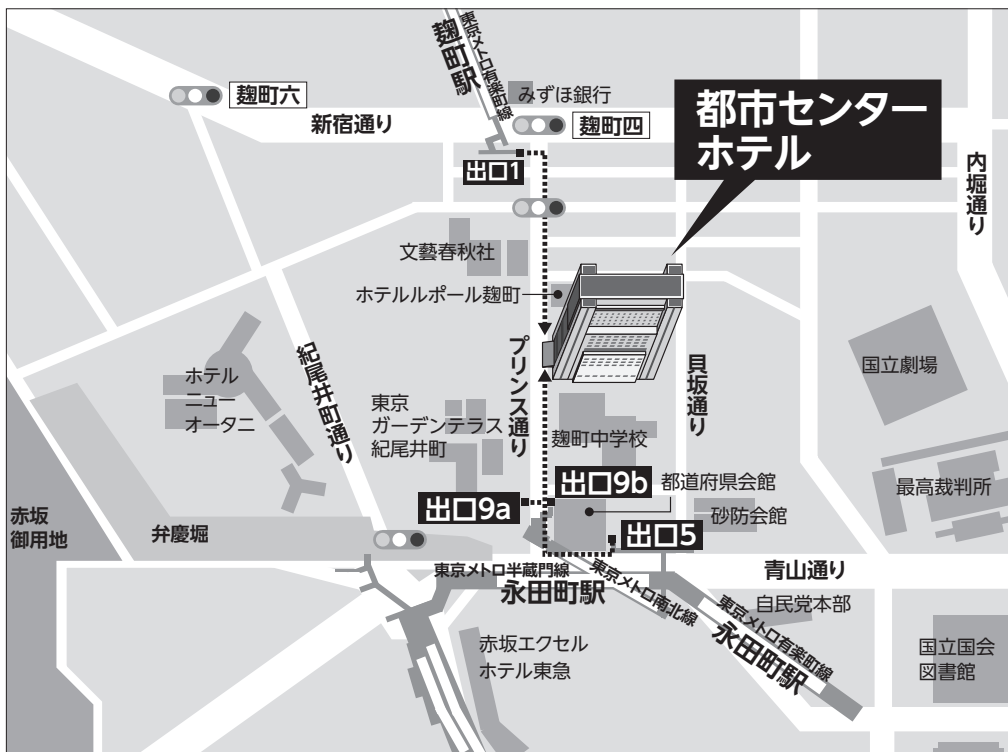 麹町駅
東京メトロ有楽町線
みずほ銀行
麹町六
新宿通り
麹町四
都市センター
ホテル
内堀通り
出口1
文藝春秋社
ホテルルポール麹町
プリンス通り
貝坂通り
国立劇場
紀尾井町通り
ホテル
ニュー
オータニ
東京
ガーデンテラス
紀尾井町
麹町中学校
出口9b
都道府県会館
最高裁判所
出口9a
砂防会館
出口5
赤坂
御用地
弁慶堀
東京メトロ半蔵門線
永田町駅
東京メトロ南北線
青山通り
東京メトロ有楽町線
永田町駅
自民党本部
赤坂エクセル
ホテル東急
国立国会
図書館